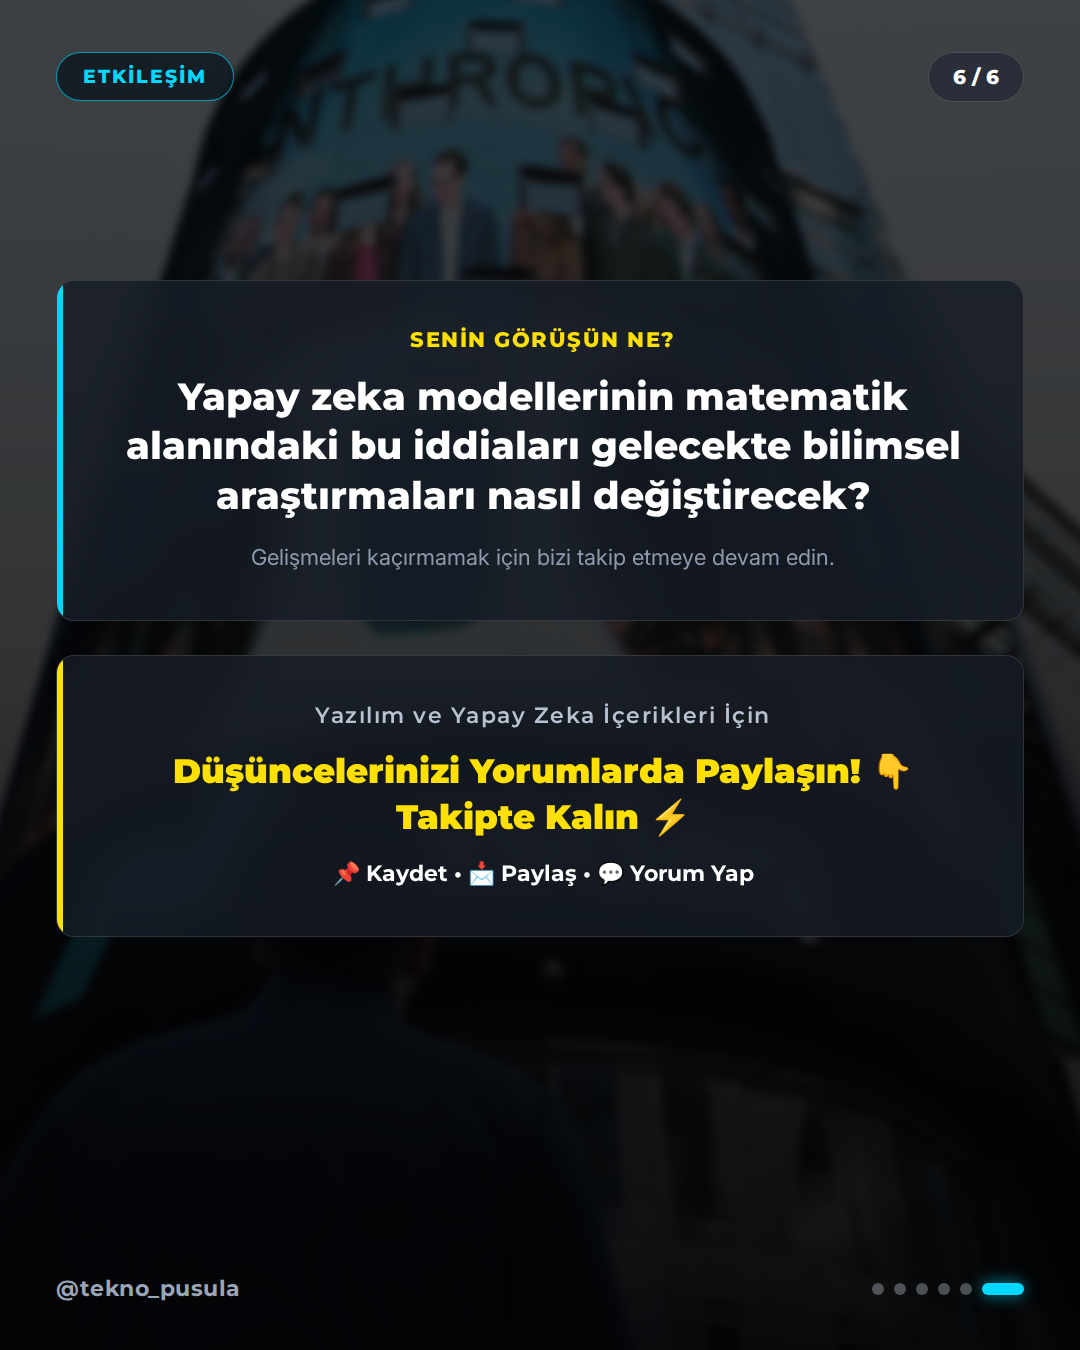 ANTHROPIC
ETKİLEŞİM
6 / 6
SENİN GÖRÜŞÜN NE?
Yapay zeka modellerinin matematik
alanındaki bu iddiaları gelecekte bilimsel
araştırmaları nasıl değiştirecek?
Gelişmeleri kaçırmamak için bizi takip etmeye devam edin.
Yazılım ve Yapay Zeka İçerikleri İçin
Düşüncelerinizi Yorumlarda Paylaşın! 👇
Takipte Kalın ⚡
📌 Kaydet • 📩 Paylaş • 💬 Yorum Yap
@tekno_pusula